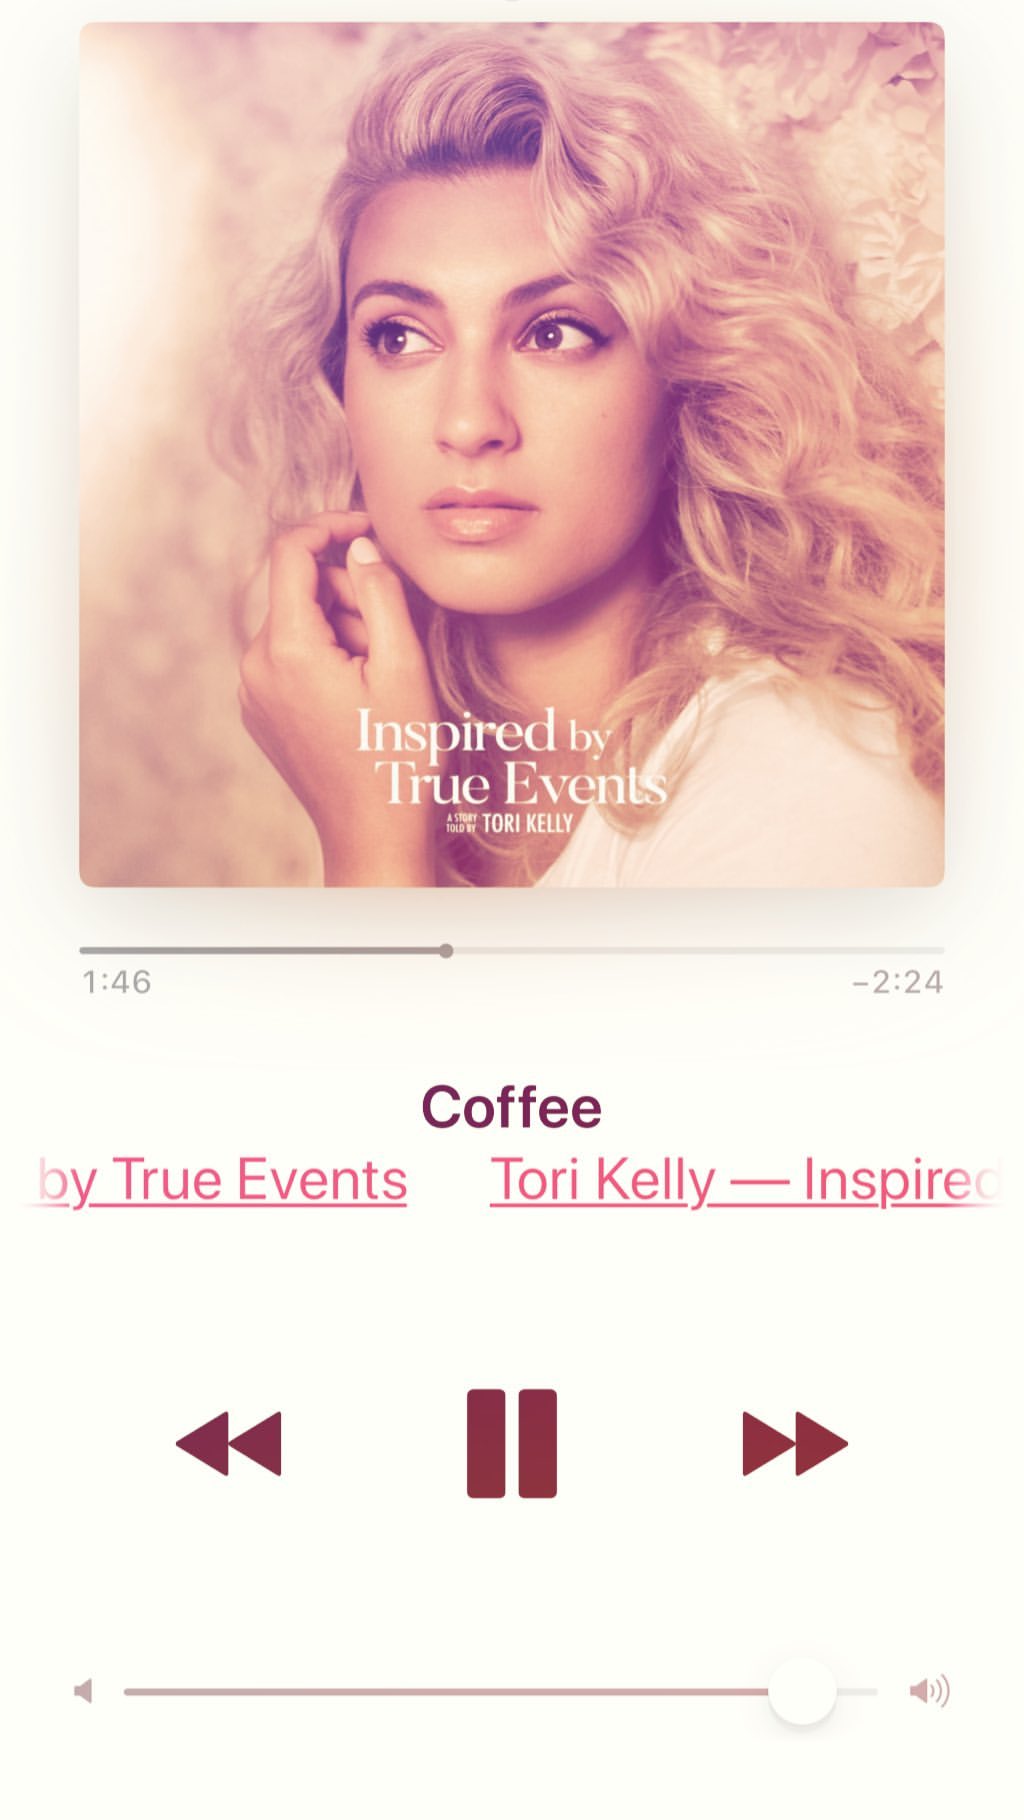 Inspired by
True Events
A STORY
TOLD BY TORI KELLY
1:46 −2:24
Coffee
by True Events Tori Kelly — Inspired